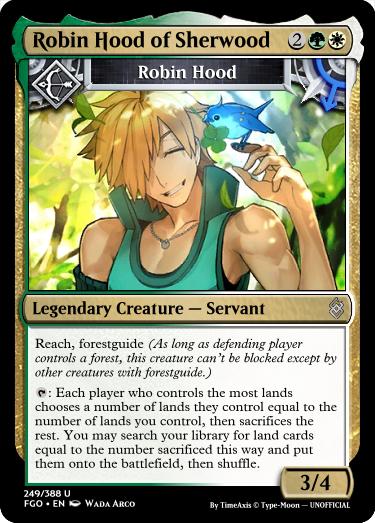 Robin Hood of Sherwood 2
Robin Hood
Legendary Creature — Servant
Reach, forestguide (As long as defending player
controls a forest, this creature can't be blocked except by
other creatures with forestguide.)
: Each player who controls the most lands
chooses a number of lands they control equal to the
number of lands you control, then sacrifices the
rest. You may search your library for land cards
equal to the number sacrificed this way and put
them onto the battlefield, then shuffle.
3/4
249/388 U
FGO • EN Wada Arco
By TimeAxis © Type-Moon — UNOFFICIAL